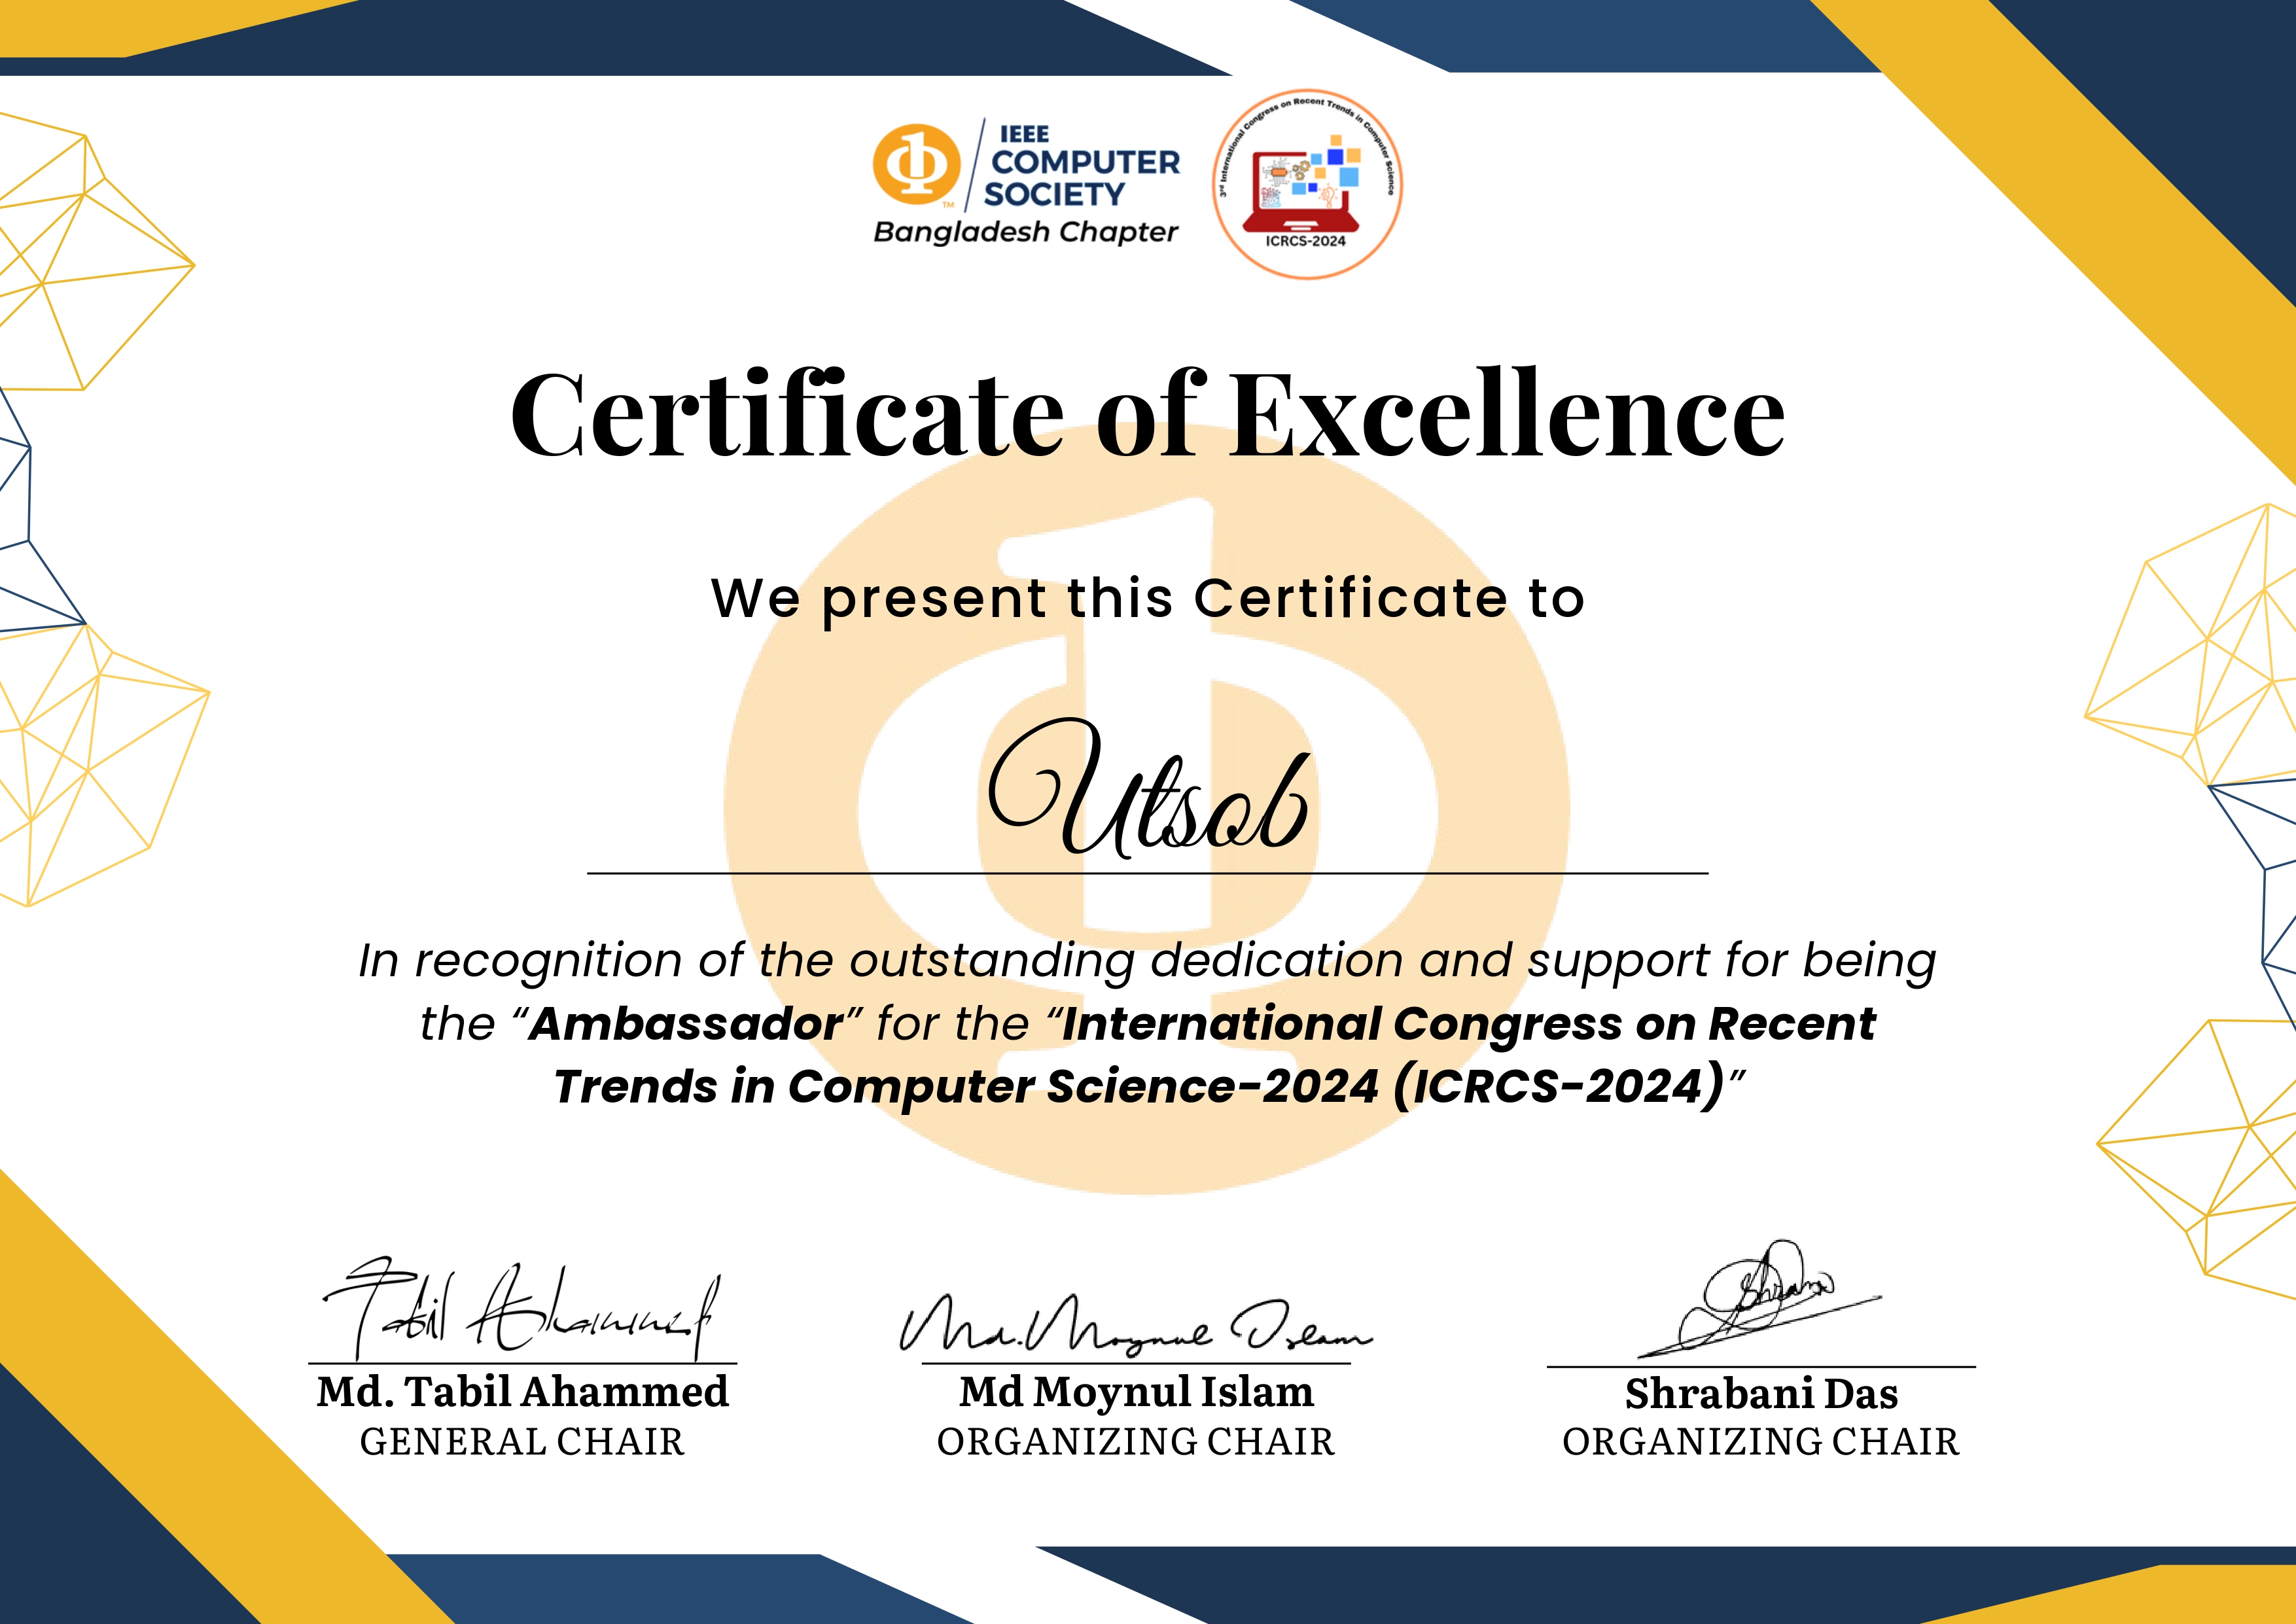 IEEE
COMPUTER
SOCIETY
™
Bangladesh Chapter
3rd International Congress on Recent Trends in Computer Science
ICRCS-2024
Certificate of Excellence
We present this Certificate to
Utsob
In recognition of the outstanding dedication and support for being
the “Ambassador” for the “International Congress on Recent
Trends in Computer Science-2024 (ICRCS-2024)”
Tabil Ahammed
Md. Moynul Islam
Shrabani
Md. Tabil Ahammed
Md Moynul Islam
Shrabani Das
GENERAL CHAIR
ORGANIZING CHAIR
ORGANIZING CHAIR